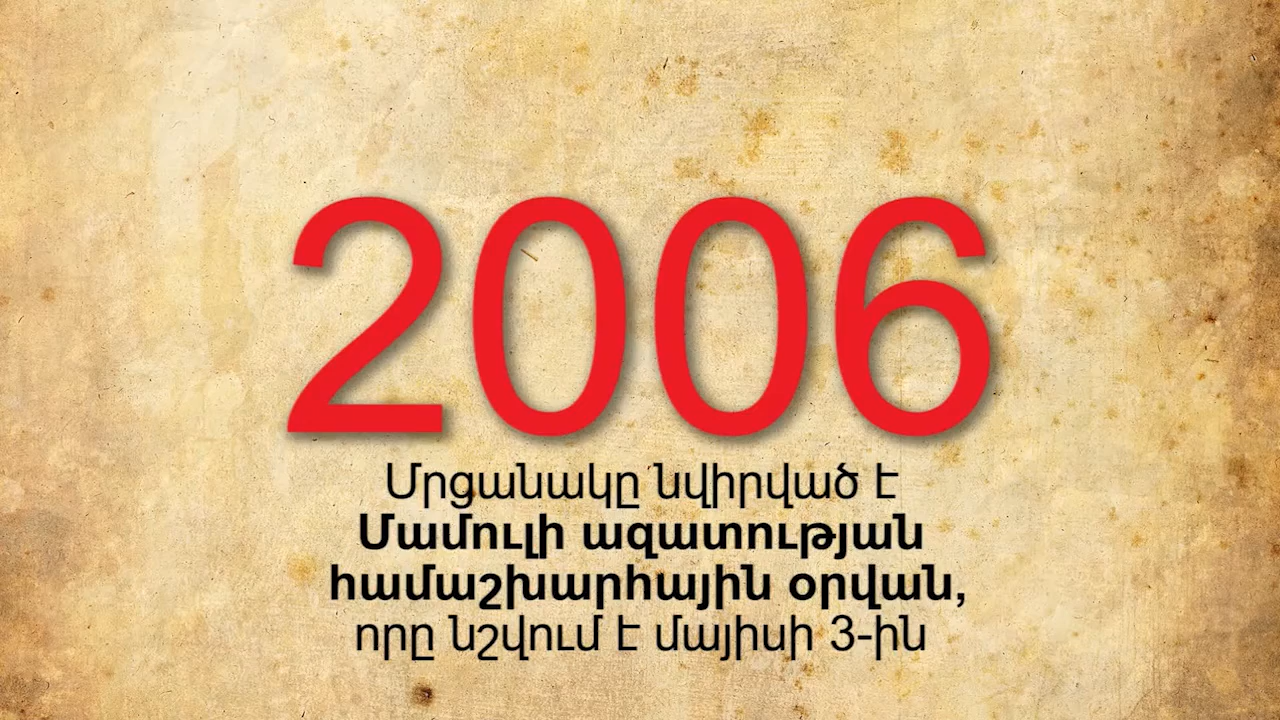 2006
Մրցանակը նվիրված է
Մամուլի ազատության
համաշխարհային օրվան,
որը նշվում է մայիսի 3-ին